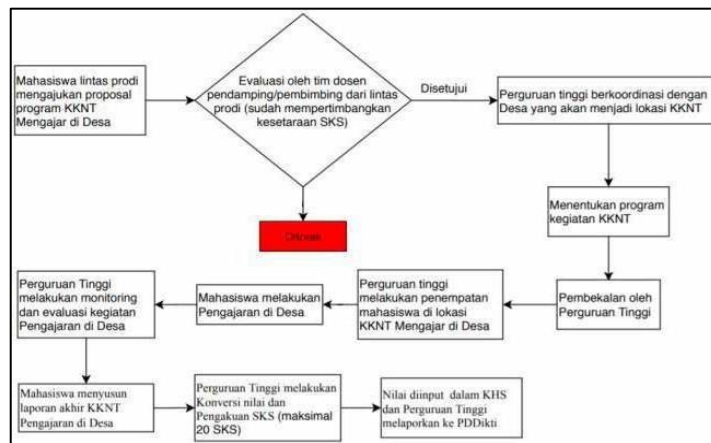 Mahasiswa lintas prodi
mengajukan proposal
program KKNT
Mengajar di Desa
Evaluasi oleh tim dosen
pendamping/pembimbing dari lintas
prodi (sudah mempertimbangkan
kesetaraan SKS)
Disetujui
Perguruan tinggi berkoordinasi dengan
Desa yang akan menjadi lokasi KKNT
Menentukan program
kegiatan KKNT
Ditolak
Pembekalan oleh
Perguruan Tinggi
Perguruan tinggi
melakukan penempatan
mahasiswa di lokasi
KKNT Mengajar di Desa
Mahasiswa melakukan
Pengajaran di Desa
Perguruan Tinggi
melakukan monitoring
dan evaluasi kegiatan
Pengajaran di Desa
Mahasiswa menyusun
laporan akhir KKNT
Pengajaran di Desa
Perguruan Tinggi melakukan
Konversi nilai dan
Pengakuan SKS (maksimal
20 SKS)
Nilai diinput dalam KHS
dan Perguruan Tinggi
melaporkan ke PDDikti